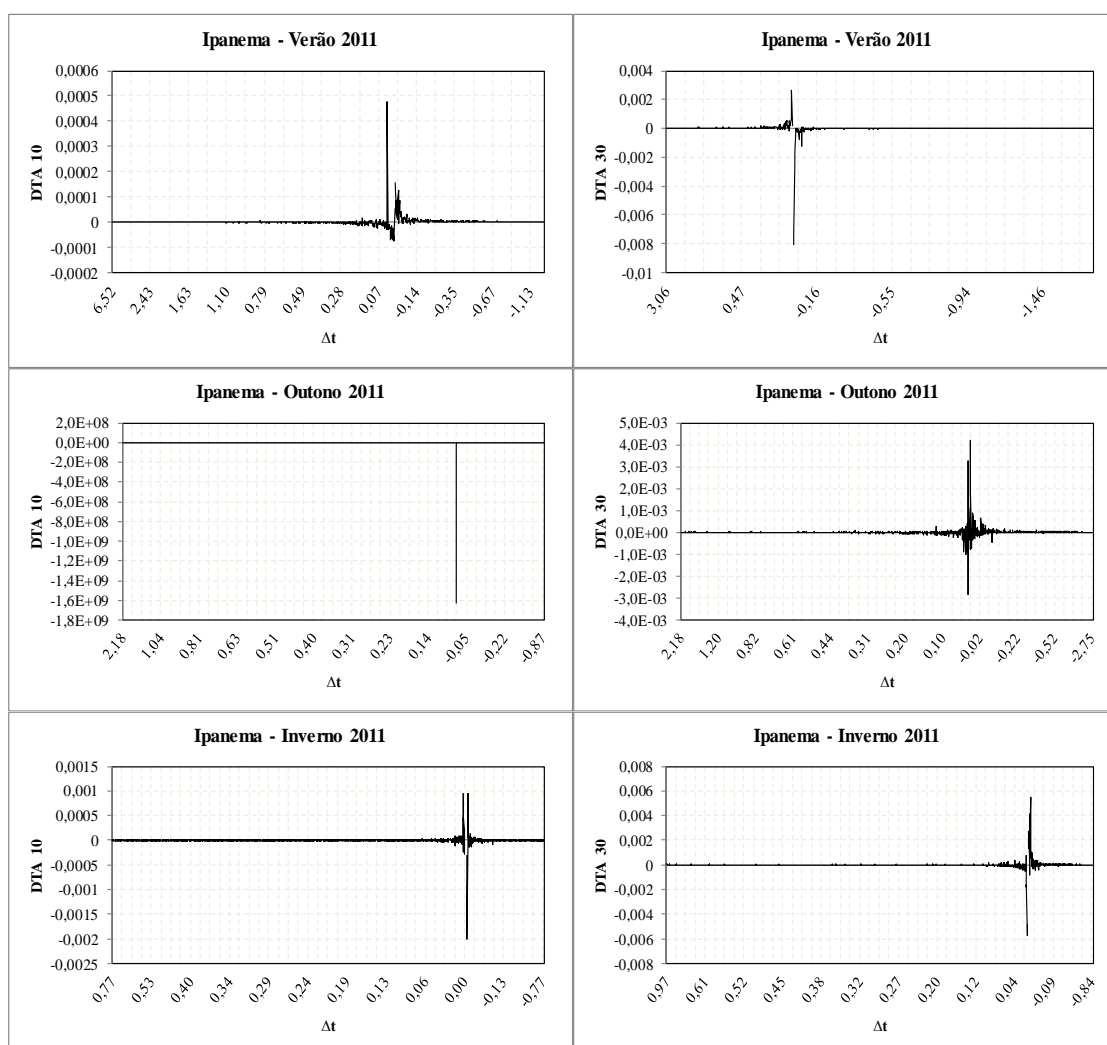 Ipanema - Verão 2011
0,0006
0,0005
0,0004
0,0003
0,0002
0,0001
0
-0,0001
-0,0002
DTA 10
6,52 2,43 1,63 1,10 0,79 0,49 0,28 0,07 -0,14 -0,35 -0,67 -1,13
Δt
Ipanema - Verão 2011
0,004
0,002
0
-0,002
-0,004
-0,006
-0,008
-0,01
DTA 30
3,06 0,47 -0,16 -0,55 -0,94 -1,46
Δt
Ipanema - Outono 2011
2,0E+08
0,0E+00
-2,0E+08
-4,0E+08
-6,0E+08
-8,0E+08
-1,0E+09
-1,2E+09
-1,4E+09
-1,6E+09
-1,8E+09
DTA 10
2,18 1,04 0,81 0,63 0,51 0,40 0,31 0,23 0,14 -0,05 -0,22 -0,87
Δt
Ipanema - Outono 2011
5,0E-03
4,0E-03
3,0E-03
2,0E-03
1,0E-03
0,0E+00
-1,0E-03
-2,0E-03
-3,0E-03
-4,0E-03
DTA 30
2,18 1,20 0,82 0,61 0,44 0,31 0,20 0,10 -0,02 -0,22 -0,52 -2,75
Δt
Ipanema - Inverno 2011
0,0015
0,001
0,0005
0
-0,0005
-0,001
-0,0015
-0,002
-0,0025
DTA 10
0,77 0,53 0,40 0,34 0,29 0,24 0,19 0,13 0,06 0,00 -0,13 -0,77
Δt
Ipanema - Inverno 2011
0,008
0,006
0,004
0,002
0
-0,002
-0,004
-0,006
-0,008
DTA 30
0,97 0,61 0,52 0,45 0,38 0,32 0,26 0,20 0,12 0,04 -0,09 -0,84
Δt